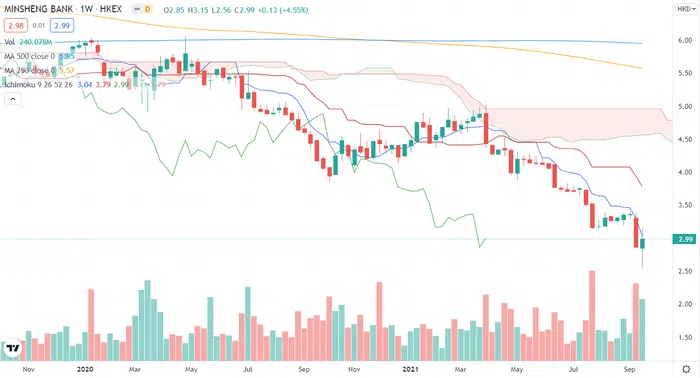 MINSHENG BANK · 1W · HKEX D O2.85 H3.15 L2.56 C2.99 +0.13 (+4.55%)
HKD
2.98 0.01 2.99
Vol 240.078M
MA 500 close 0 5.95
MA 250 close 0 5.57
Ichimoku 9 26 52 26 3.04 3.79 2.99
6.00
5.50
5.00
4.50
4.00
3.50
2.99
2.50
2.00
1.50
Nov 2020 Mar May Jul Sep Nov 2021 Mar May Jul Sep